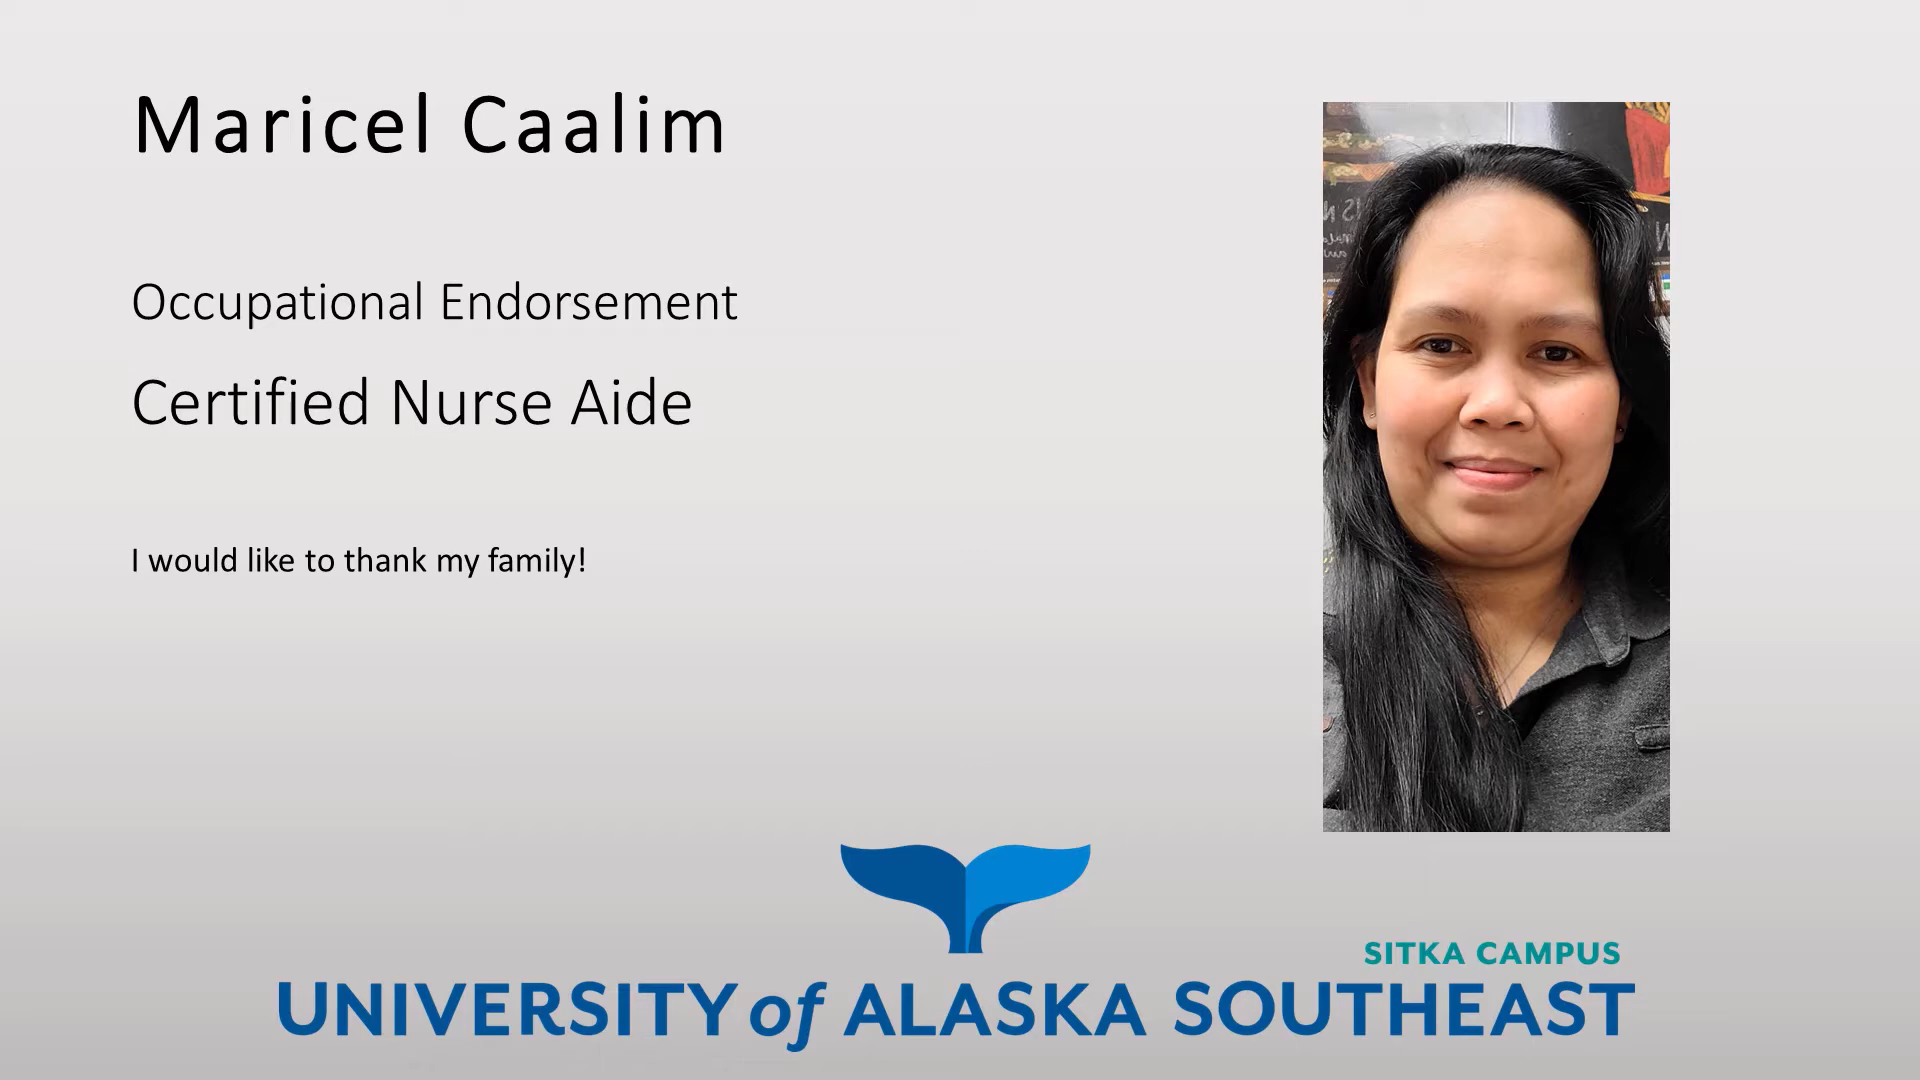 Maricel Caalim
Occupational Endorsement
Certified Nurse Aide
I would like to thank my family!
SITKA CAMPUS
UNIVERSITY of ALASKA SOUTHEAST